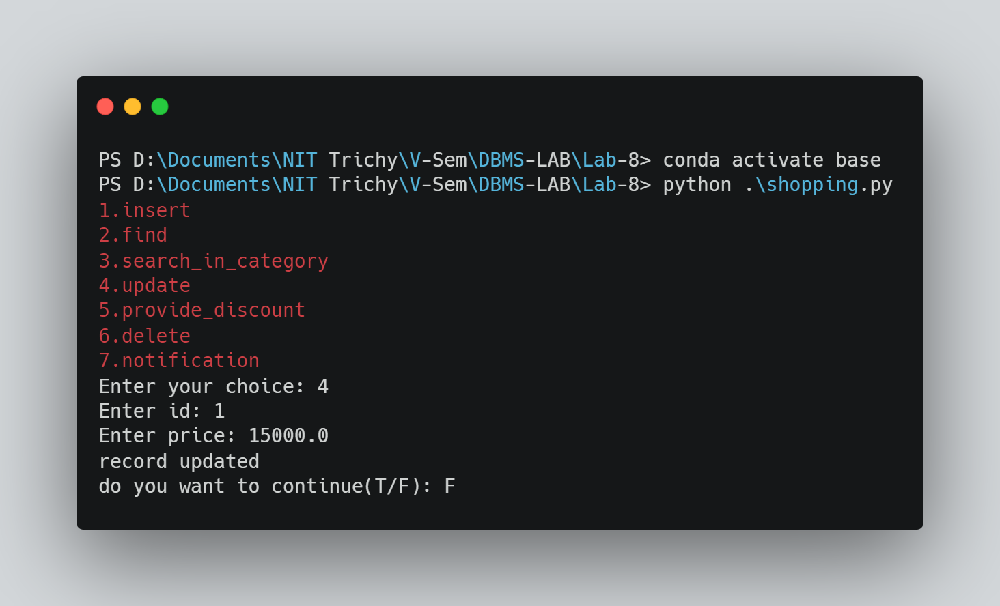 PS D:\Documents\NIT Trichy\V-Sem\DBMS-LAB\Lab-8> conda activate base
PS D:\Documents\NIT Trichy\V-Sem\DBMS-LAB\Lab-8> python .\shopping.py
1.insert
2.find
3.search_in_category
4.update
5.provide_discount
6.delete
7.notification
Enter your choice: 4
Enter id: 1
Enter price: 15000.0
record updated
do you want to continue(T/F): F